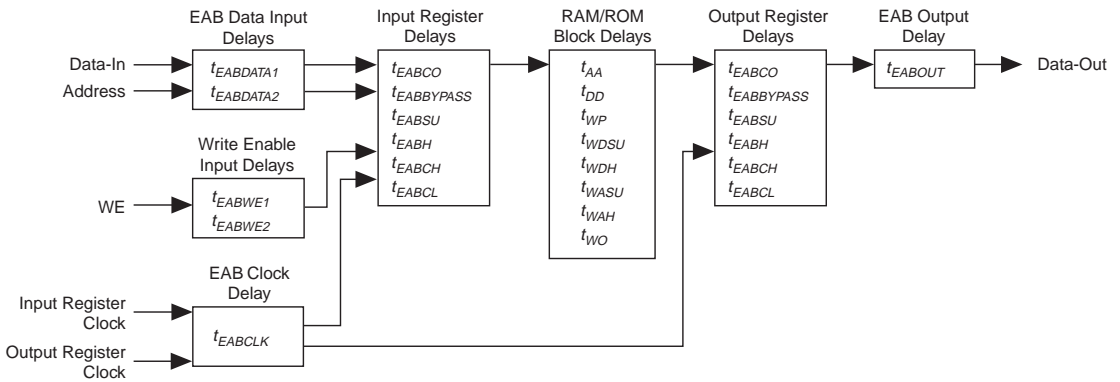 EAB Data Input
Delays
Input Register
Delays
RAM/ROM
Block Delays
Output Register
Delays
EAB Output
Delay
Data-In
Address
tEABDATA1
tEABDATA2
tEABCO
tEABBYPASS
tEABSU
tEABH
tEABCH
tEABCL
tAA
tDD
tWP
tWDSU
tWDH
tWASU
tWAH
tWO
tEABCO
tEABBYPASS
tEABSU
tEABH
tEABCH
tEABCL
tEABOUT
Data-Out
Write Enable
Input Delays
WE
tEABWE1
tEABWE2
EAB Clock
Delay
Input Register
Clock
tEABCLK
Output Register
Clock